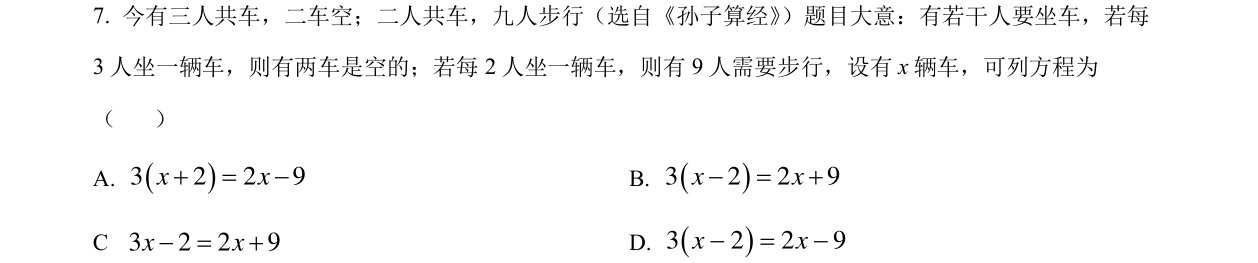 7. 今有三人共车，二车空；二人共车，九人步行（选自《孙子算经》）题目大意：有若干人要坐车，若每
3 人坐一辆车，则有两车是空的；若每 2 人坐一辆车，则有 9 人需要步行，设有 x 辆车，可列方程为
（　　）
A. 3(x+2)=2x−9 B. 3(x−2)=2x+9
C 3x−2=2x+9 D. 3(x−2)=2x−9